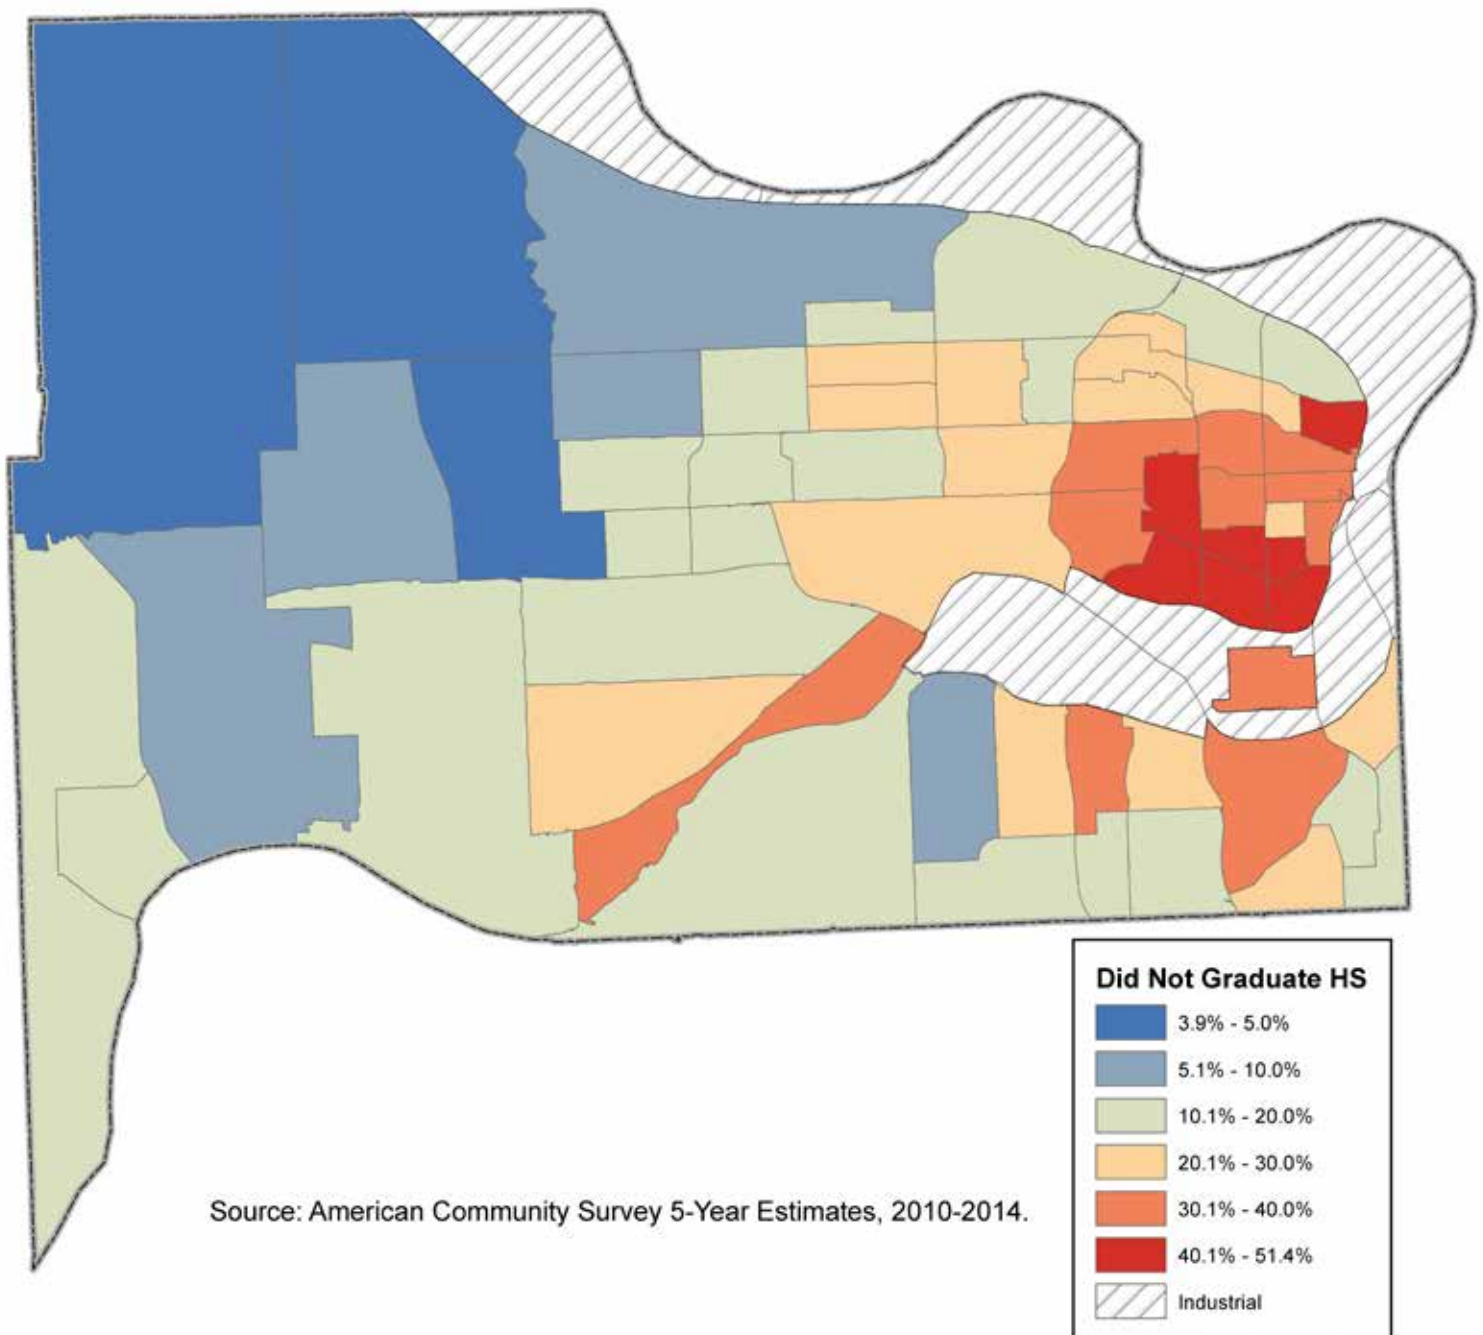 Did Not Graduate HS
3.9% - 5.0%
5.1% - 10.0%
10.1% - 20.0%
20.1% - 30.0%
30.1% - 40.0%
40.1% - 51.4%
Industrial
Source: American Community Survey 5-Year Estimates, 2010-2014.